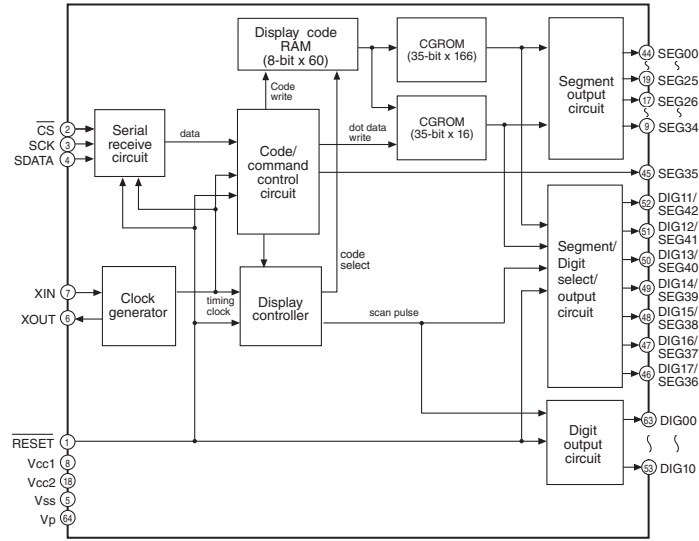 Display code
RAM
(8-bit x 60)
CGROM
(35-bit x 166)
Segment
output
circuit
44 SEG00
19 SEG25
17 SEG26
9 SEG34
Code
write
CS 2
SCK 3
SDATA 4
Serial
receive
circuit
data
Code/
command
control
circuit
dot data
write
CGROM
(35-bit x 16)
45 SEG35
52 DIG11/
SEG42
51 DIG12/
SEG41
50 DIG13/
SEG40
49 DIG14/
SEG39
48 DIG15/
SEG38
47 DIG16/
SEG37
46 DIG17/
SEG36
Segment/
Digit
select/
output
circuit
code
select
XIN 7
XOUT 6
Clock
generator
timing
clock
Display
controller
scan pulse
RESET 1
Vcc1 8
Vcc2 18
Vss 5
Vp 64
Digit
output
circuit
63 DIG00
53 DIG10